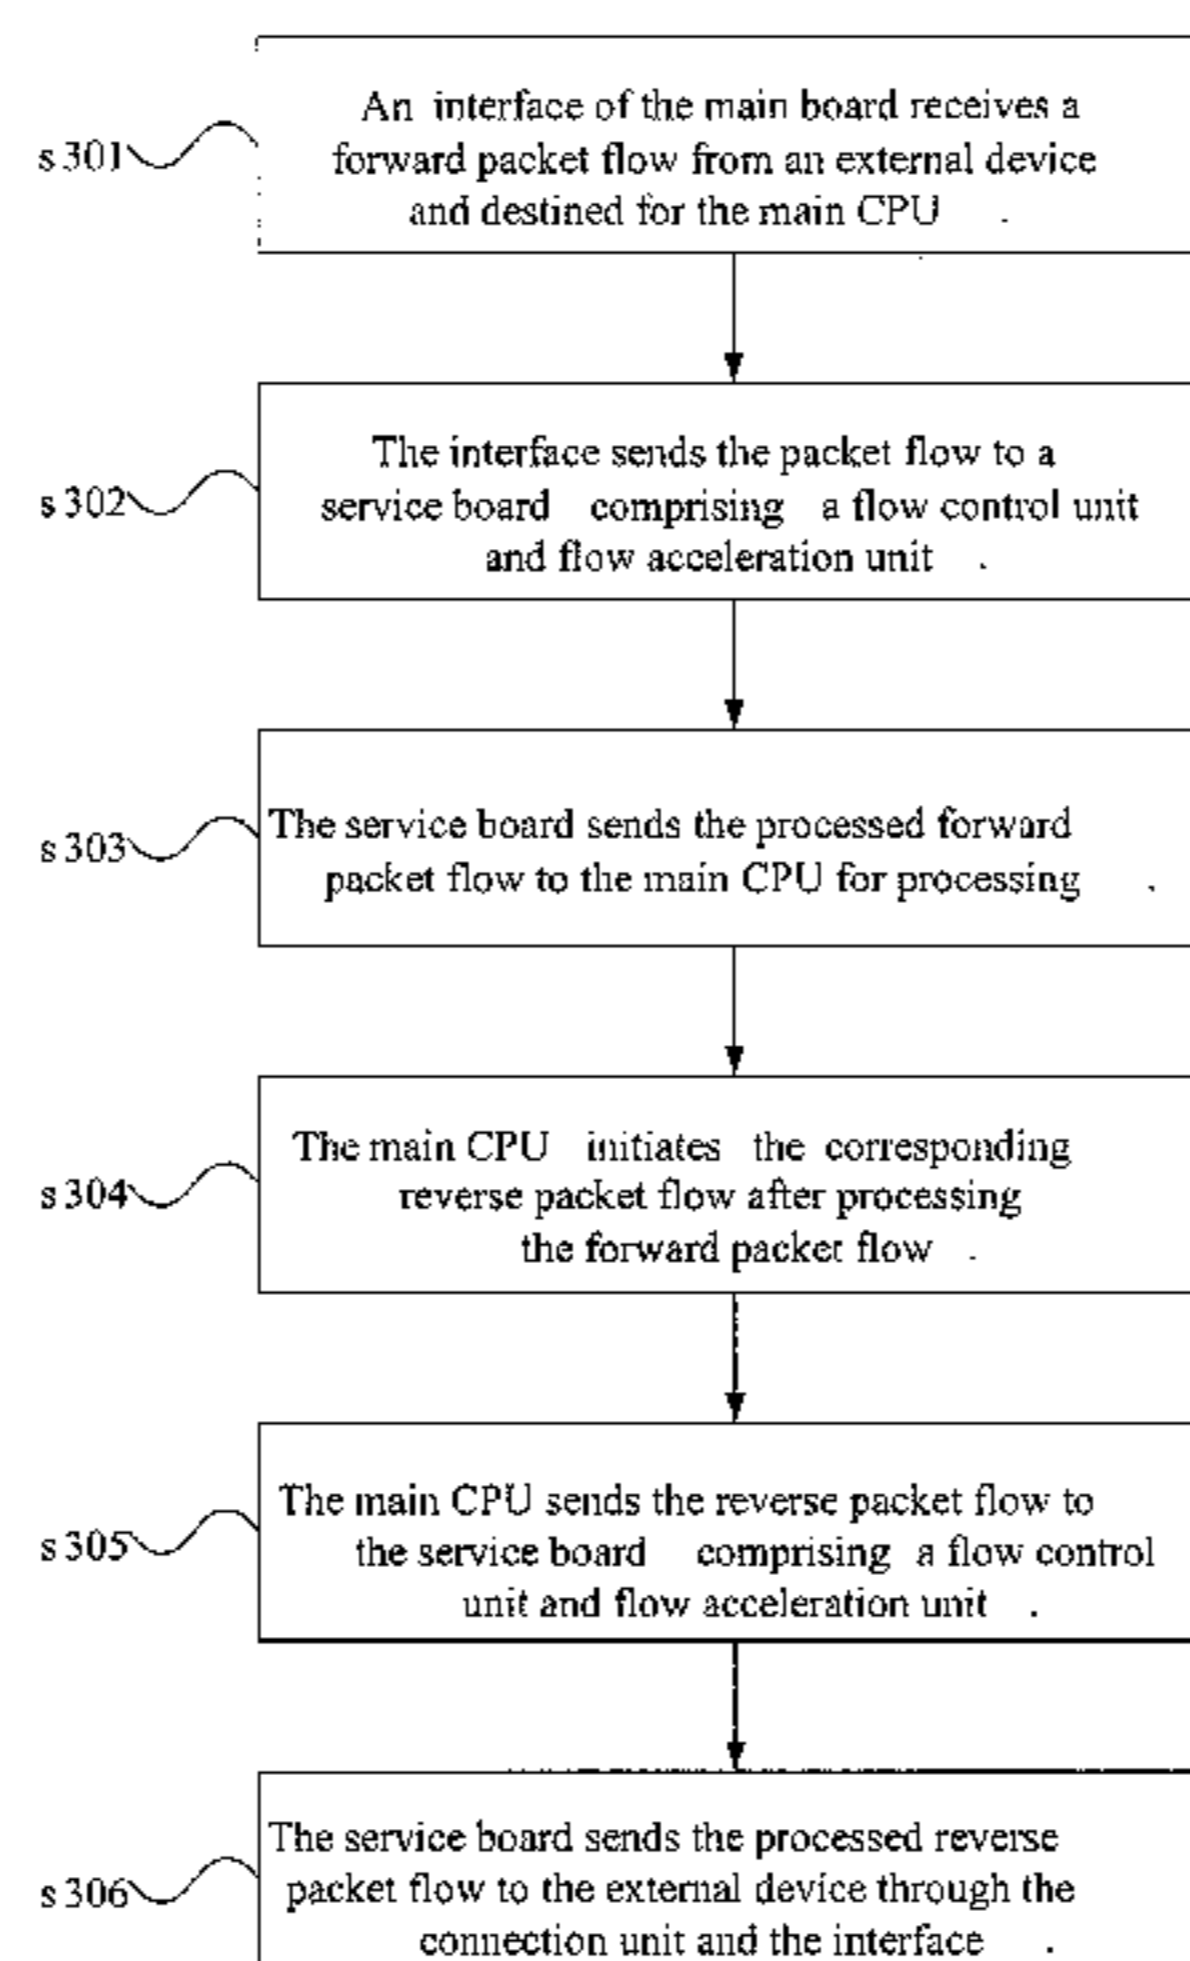 s301
An interface of the main board receives a
forward packet flow from an external device
and destined for the main CPU .
s302
The interface sends the packet flow to a
service board comprising a flow control unit
and flow acceleration unit .
s303
The service board sends the processed forward
packet flow to the main CPU for processing .
s304
The main CPU initiates the corresponding
reverse packet flow after processing
the forward packet flow .
s305
The main CPU sends the reverse packet flow to
the service board comprising a flow control
unit and flow acceleration unit .
s306
The service board sends the processed reverse
packet flow to the external device through the
connection unit and the interface .